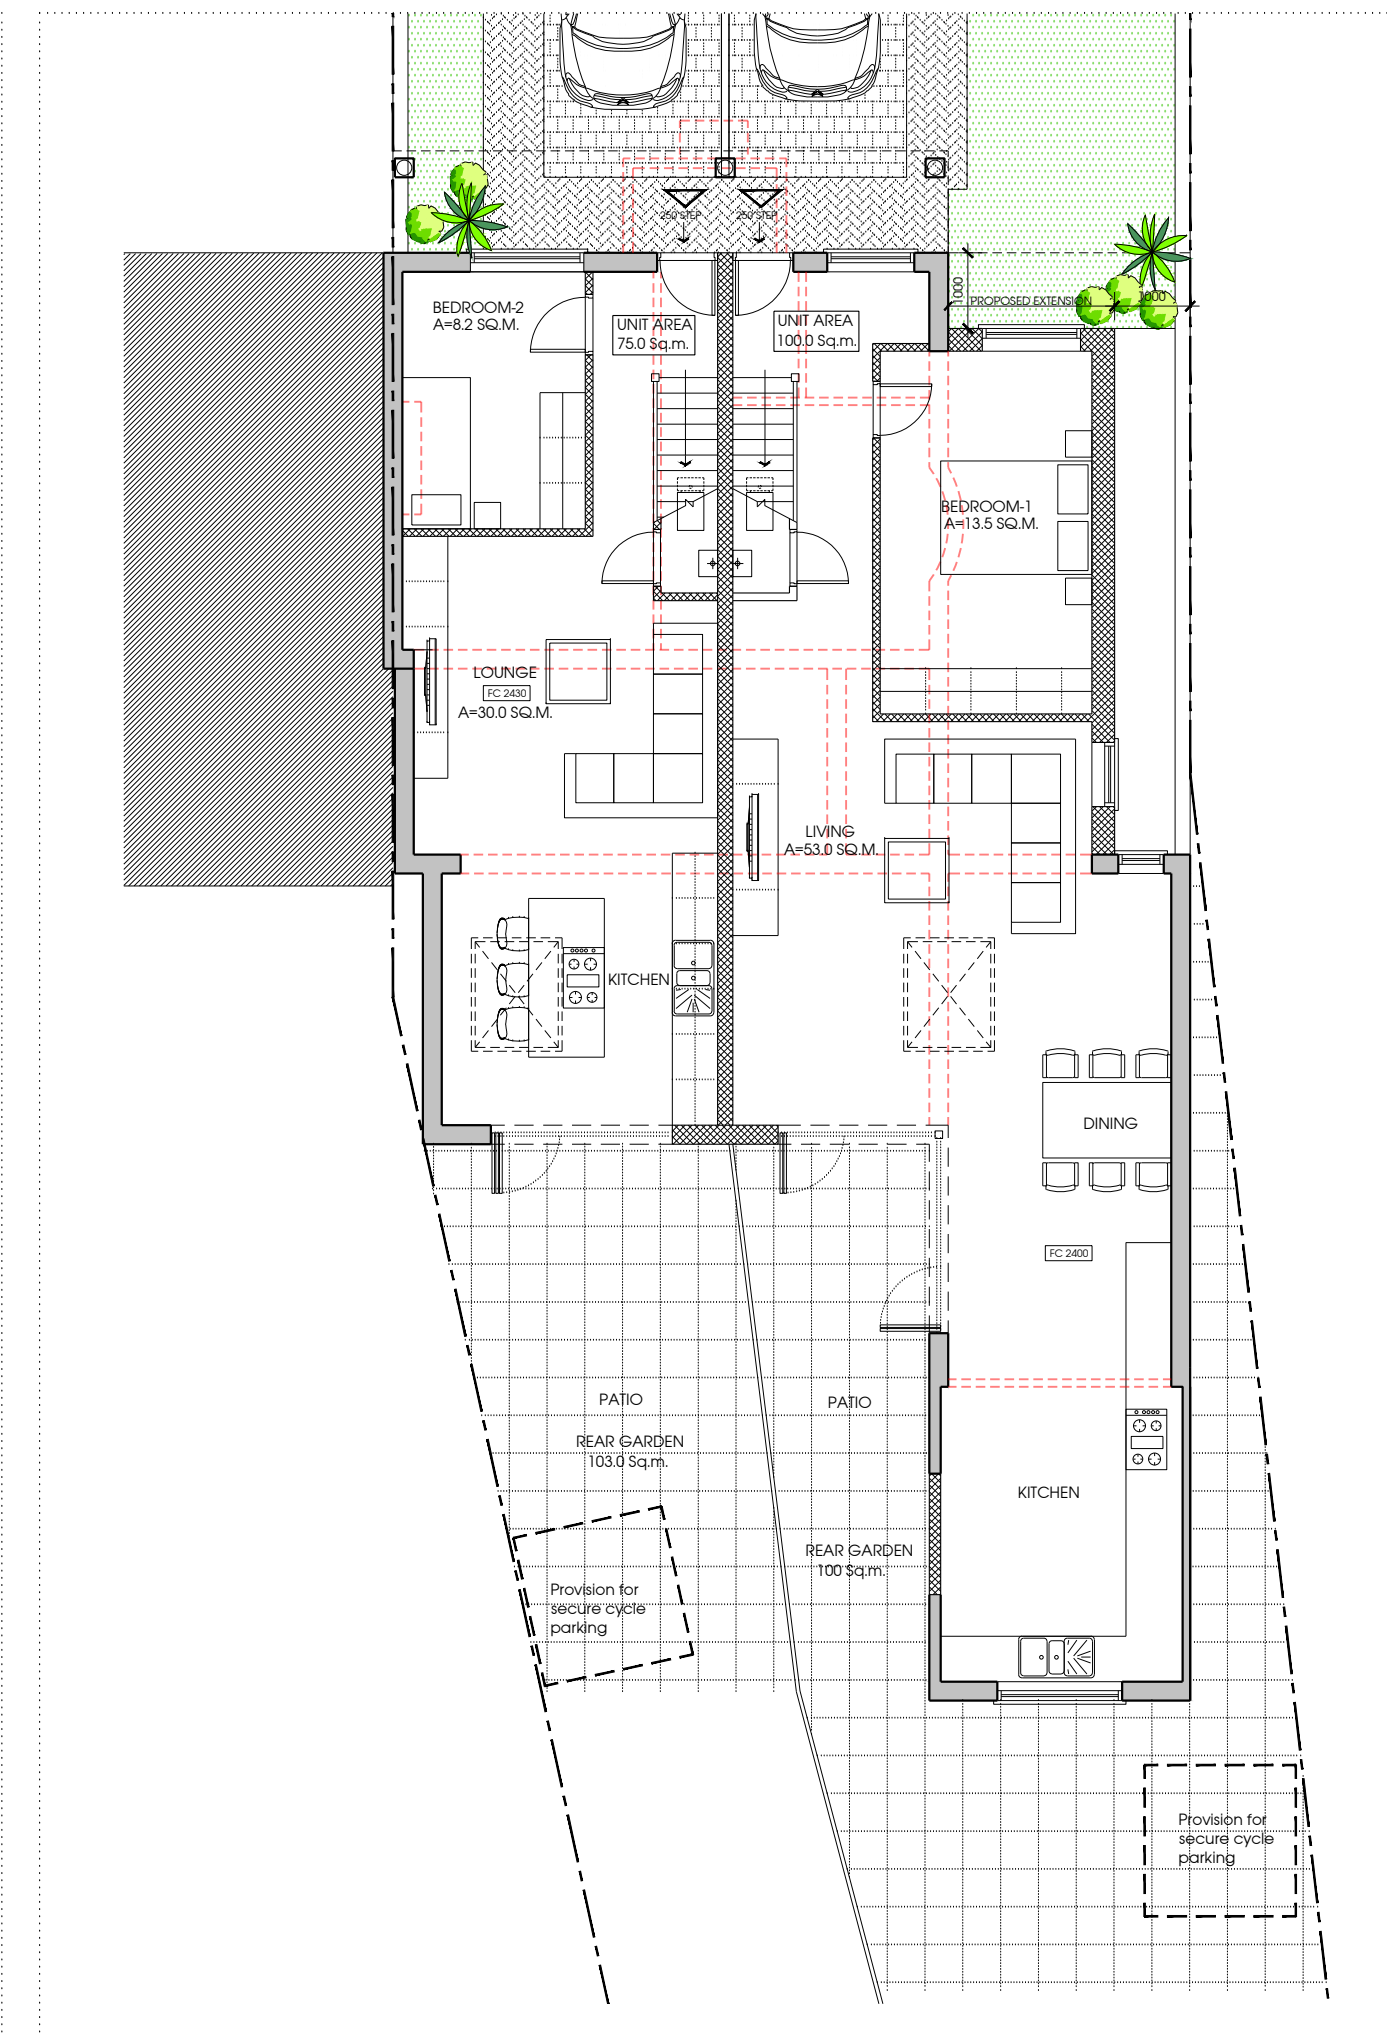 250 STEP
250 STEP
1000
PROPOSED EXTENSION
BEDROOM-2
A=8.2 SQ.M.
UNIT AREA
75.0 Sq.m.
UNIT AREA
100.0 Sq.m.
BEDROOM-1
A=13.5 SQ.M.
LOUNGE
FC 2430
A=30.0 SQ.M.
LIVING
A=53.0 SQ.M.
KITCHEN
DINING
FC 2400
PATIO
REAR GARDEN
103.0 Sq.m.
PATIO
KITCHEN
REAR GARDEN
100 Sq.m.
Provision for
secure cycle
parking
Provision for
secure cycle
parking